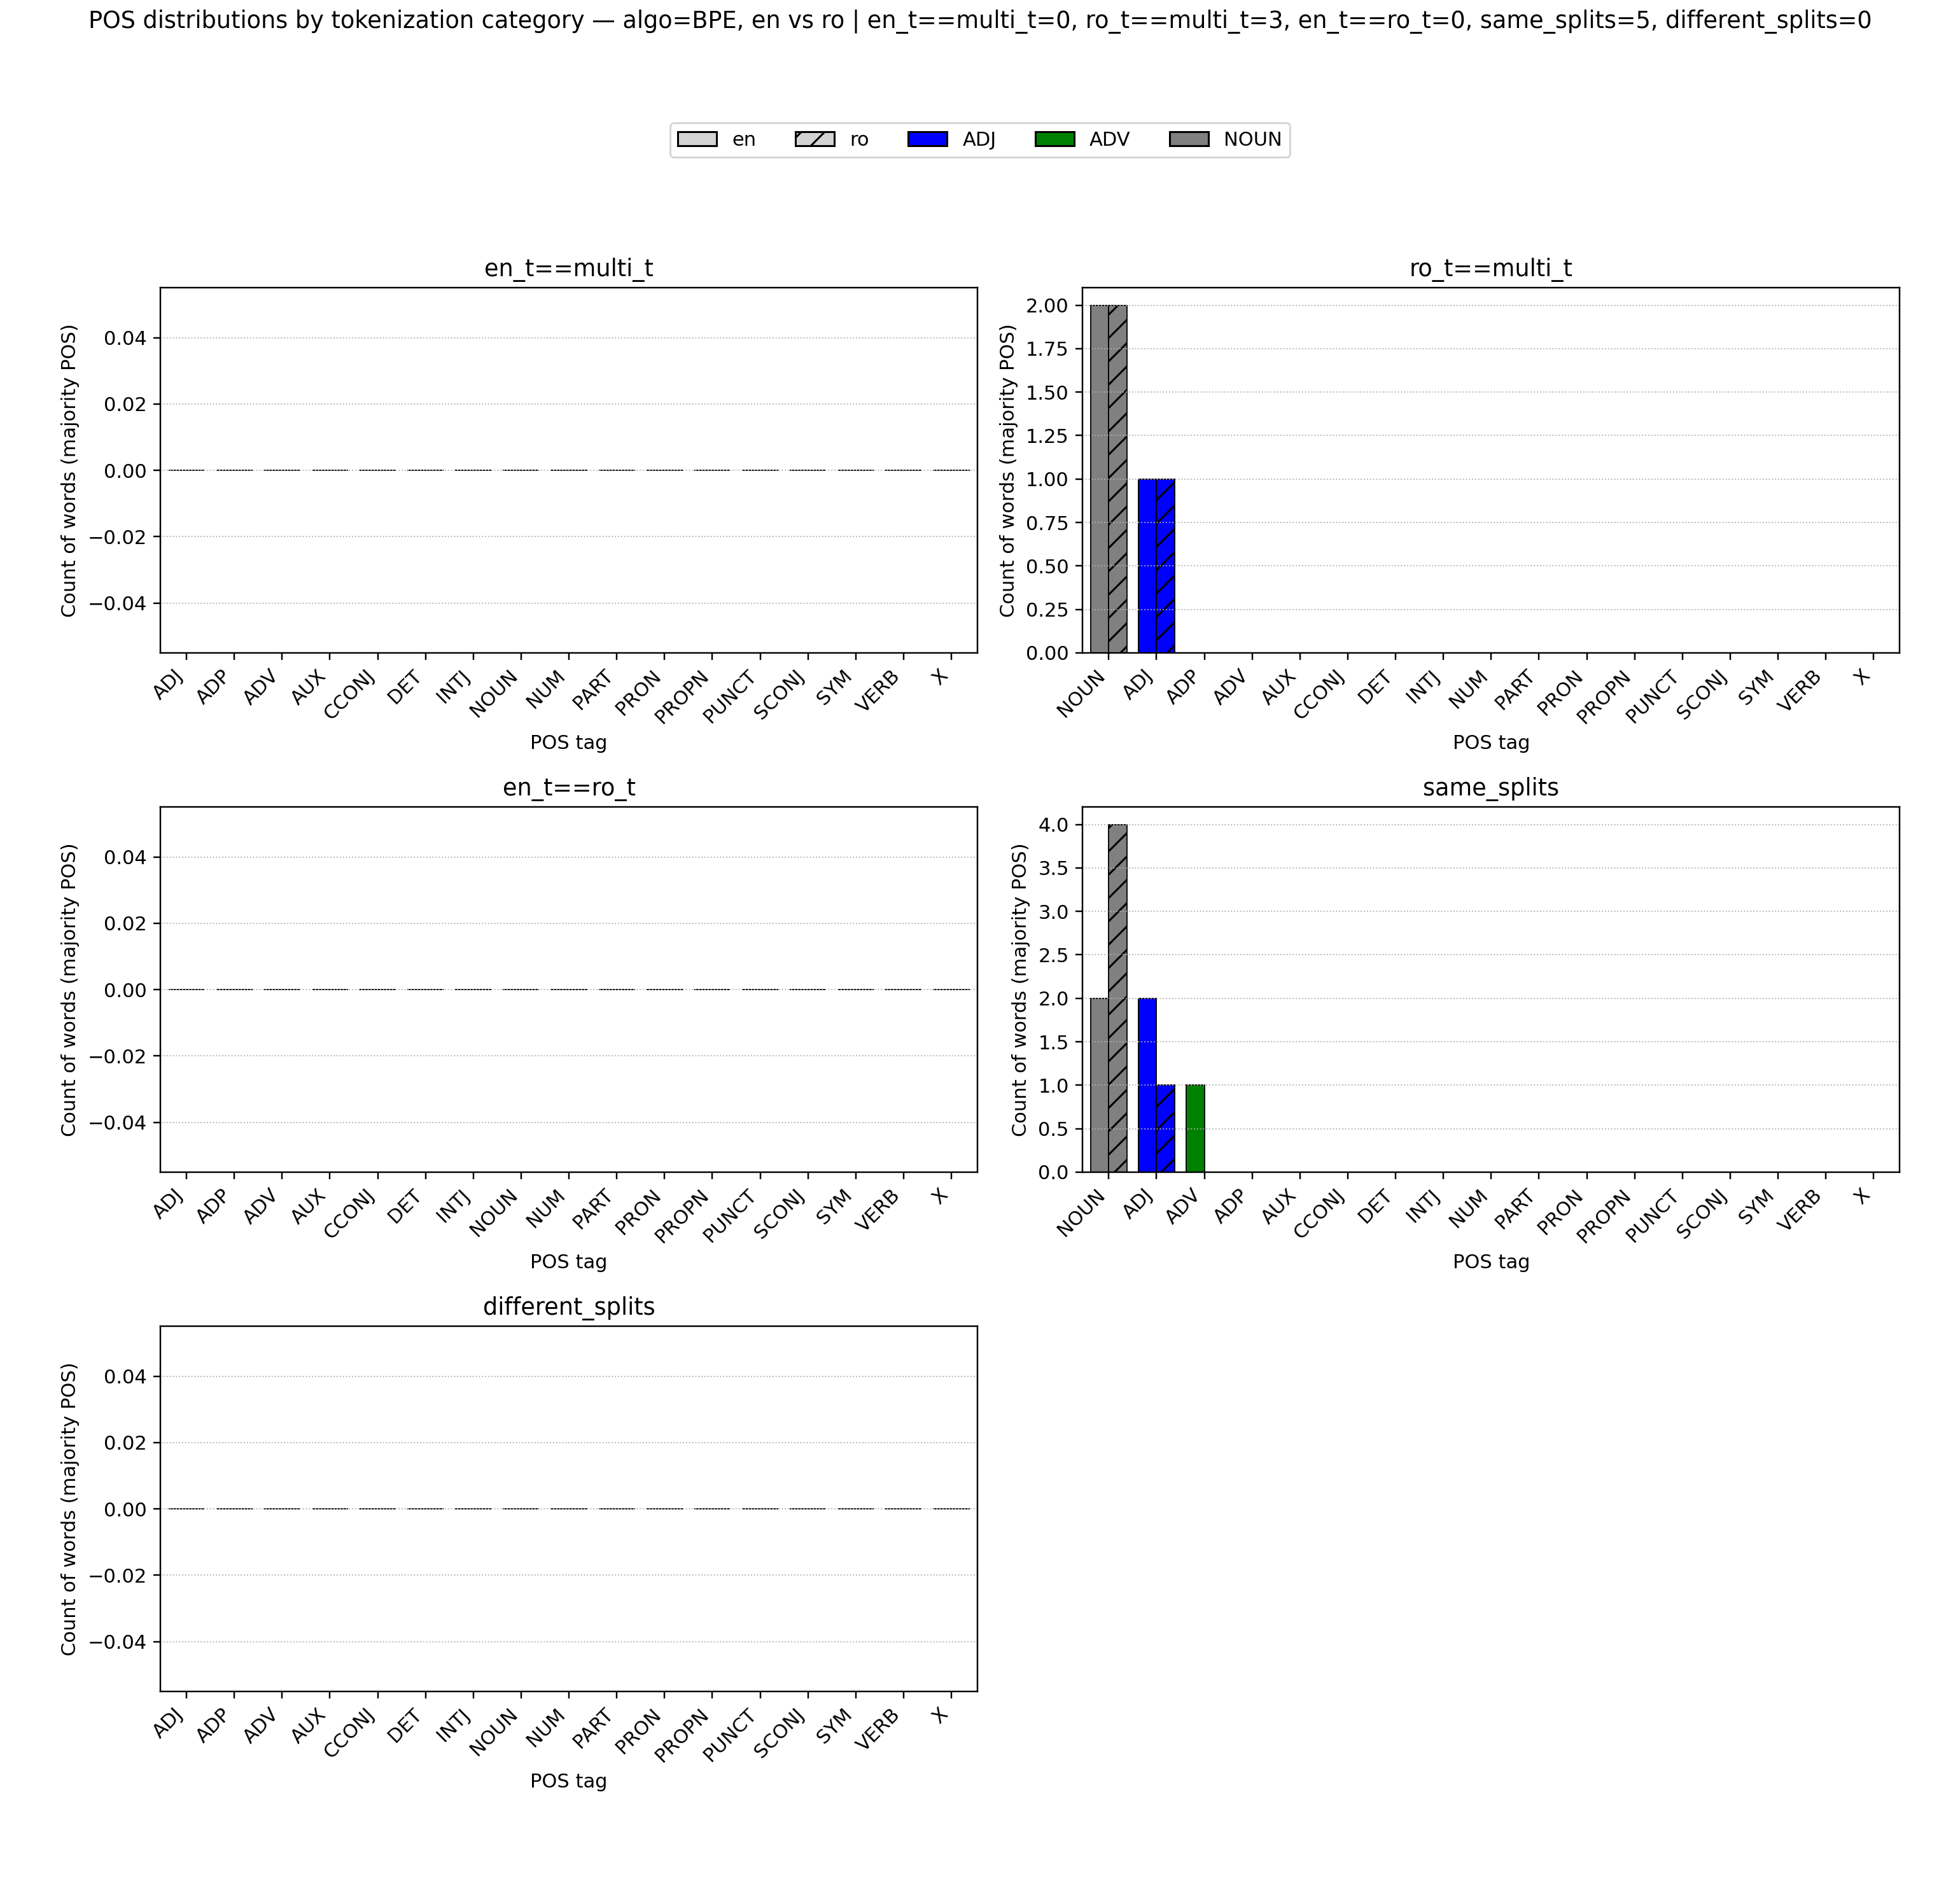 POS distributions by tokenization category — algo=BPE, en vs ro | en_t==multi_t=0, ro_t==multi_t=3, en_t==ro_t=0, same_splits=5, different_splits=0
en ro ADJ ADV NOUN
en_t==multi_t
Count of words (majority POS)
0.04
0.02
0.00
−0.02
−0.04
ADJ ADP ADV AUX CCONJ DET INTJ NOUN NUM PART PRON PROPN PUNCT SCONJ SYM VERB X
POS tag
ro_t==multi_t
Count of words (majority POS)
2.00
1.75
1.50
1.25
1.00
0.75
0.50
0.25
0.00
NOUN ADJ ADP ADV AUX CCONJ DET INTJ NUM PART PRON PROPN PUNCT SCONJ SYM VERB X
POS tag
en_t==ro_t
Count of words (majority POS)
0.04
0.02
0.00
−0.02
−0.04
ADJ ADP ADV AUX CCONJ DET INTJ NOUN NUM PART PRON PROPN PUNCT SCONJ SYM VERB X
POS tag
same_splits
Count of words (majority POS)
4.0
3.5
3.0
2.5
2.0
1.5
1.0
0.5
0.0
NOUN ADJ ADV ADP AUX CCONJ DET INTJ NUM PART PRON PROPN PUNCT SCONJ SYM VERB X
POS tag
different_splits
Count of words (majority POS)
0.04
0.02
0.00
−0.02
−0.04
ADJ ADP ADV AUX CCONJ DET INTJ NOUN NUM PART PRON PROPN PUNCT SCONJ SYM VERB X
POS tag